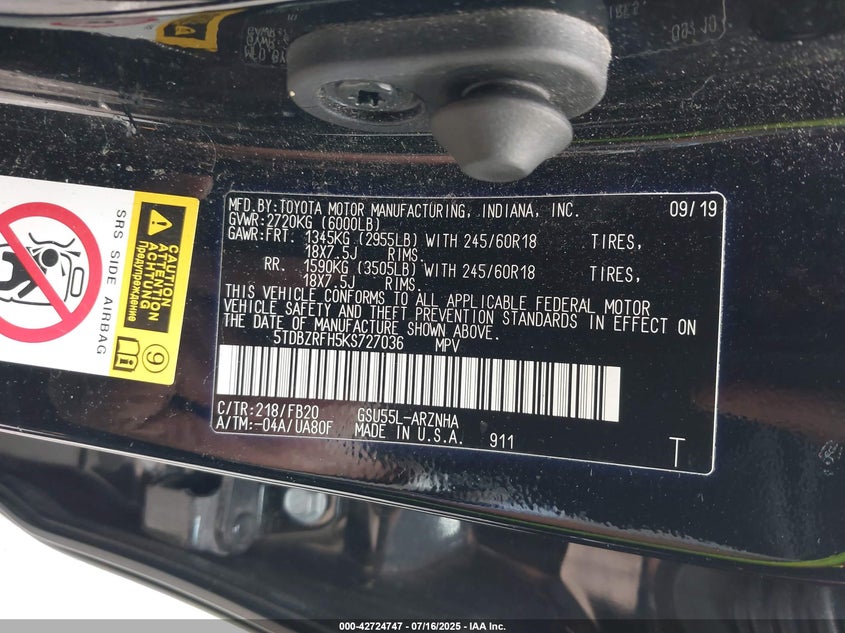 MFD.BY:TOYOTA MOTOR MANUFACTURING, INDIANA, INC. 09/19
GVWR:2720KG (6000LB)
GAWR:FRT. 1345KG (2955LB) WITH 245/60R18 TIRES,
18X7.5J RIMS.
RR. 1590KG (3505LB) WITH 245/60R18 TIRES,
18X7.5J RIMS.
THIS VEHICLE CONFORMS TO ALL APPLICABLE FEDERAL MOTOR
VEHICLE SAFETY AND THEFT PREVENTION STANDARDS IN EFFECT ON
THE DATE OF MANUFACTURE SHOWN ABOVE.
5TDBZRFH5KS727036 MPV
C/TR:218/FB20 GSU55L-ARZNHA
A/TM:-04A/UA80F MADE IN U.S.A. 911
T
SRS SIDE AIRBAG
CAUTION
ATTENTION
ACHTUNG
Предупреждение
9
000-42724747 - 07/16/2025 - IAA Inc.